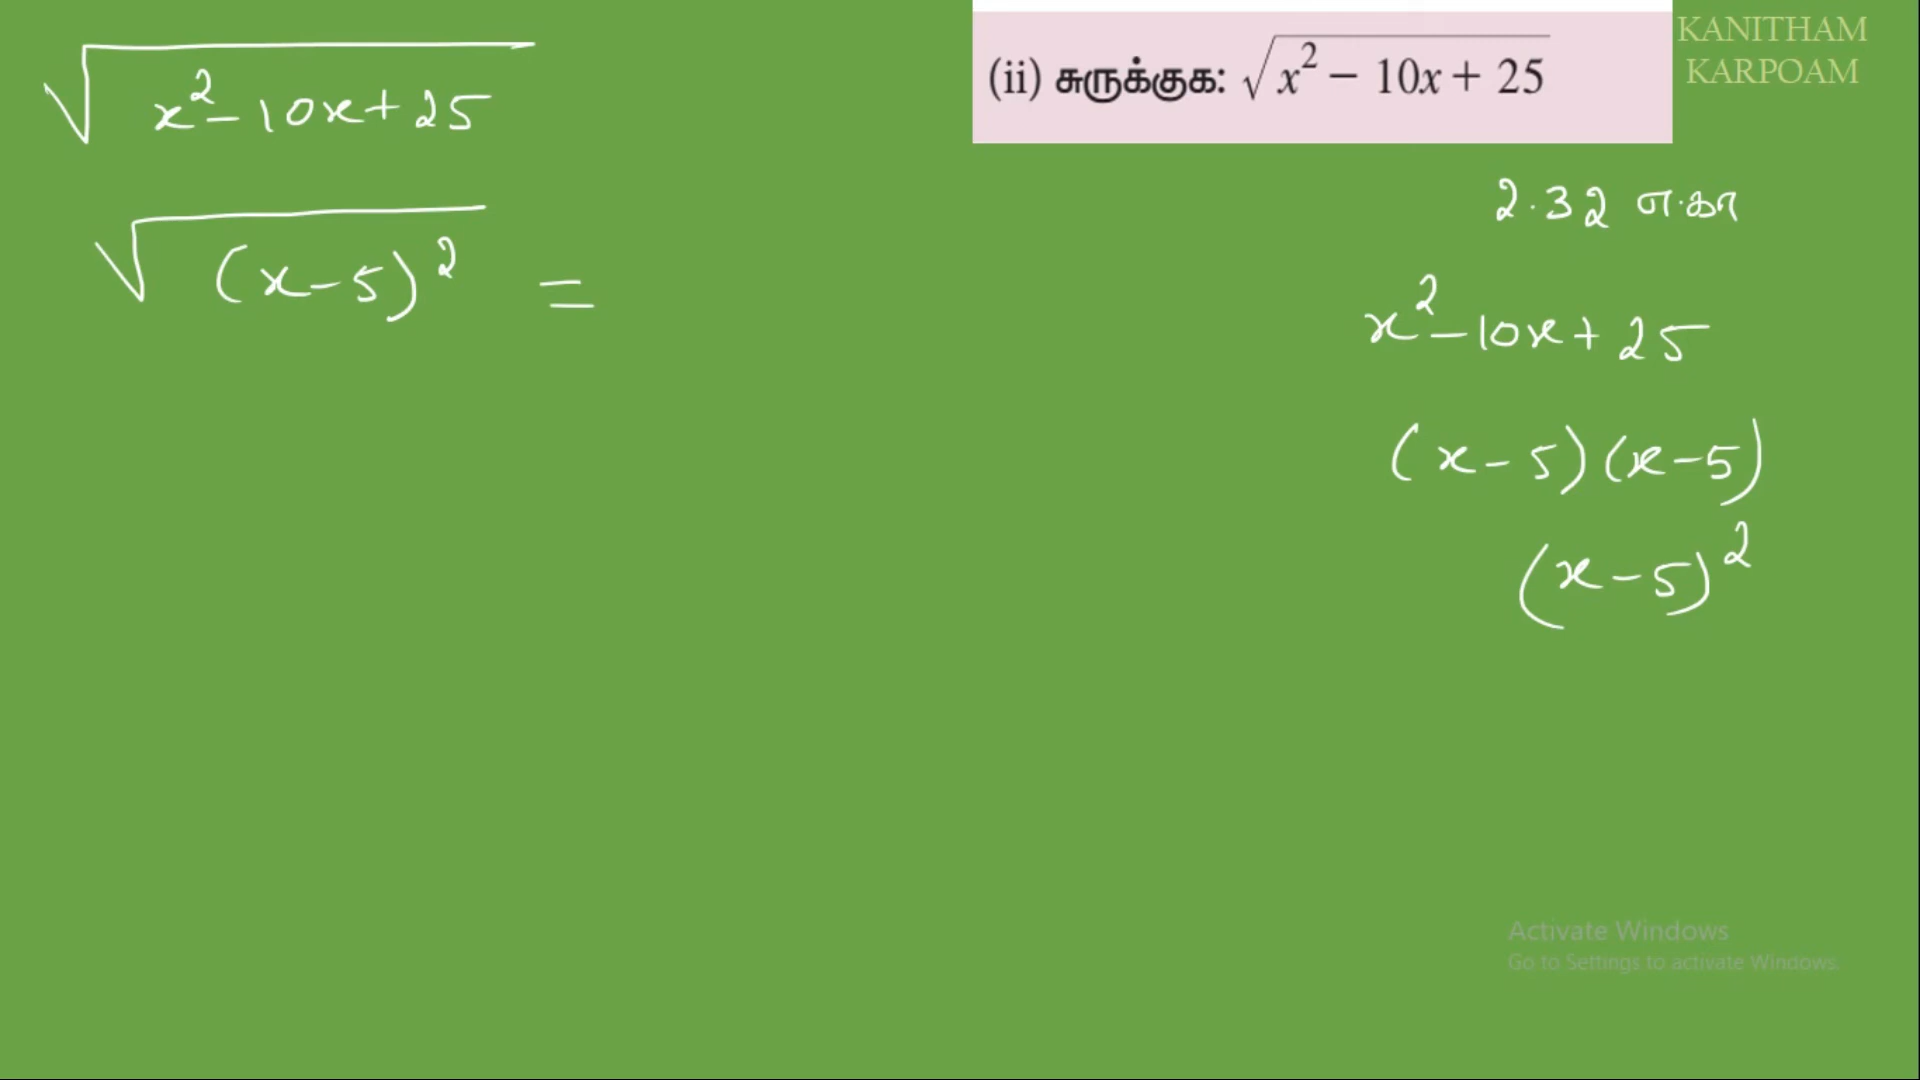 √(x² − 10x + 25)
√(x−5)² =
(ii) சுருக்குக: √(x² − 10x + 25)
KANITHAM
KARPOAM
2.32 எ.கா
x² − 10x + 25
(x−5)(x−5)
(x−5)²
Activate Windows
Go to Settings to activate Windows.